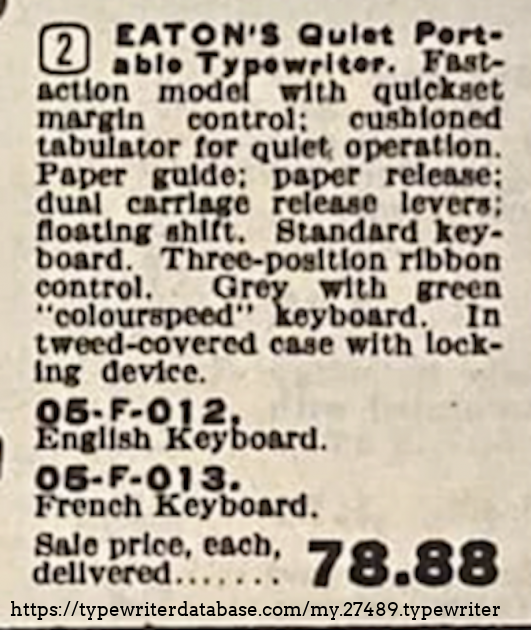 2 EATON'S Quiet Port-
able Typewriter. Fast-
action model with quickset
margin control; cushioned
tabulator for quiet operation.
Paper guide; paper release;
dual carriage release levers;
floating shift. Standard key-
board. Three-position ribbon
control. Grey with green
"colourspeed" keyboard. In
tweed-covered case with lock-
ing device.
05-F-012.
English Keyboard.
05-F-013.
French Keyboard.
Sale price, each,
delivered....... 78.88
https://typewriterdatabase.com/my.27489.typewriter